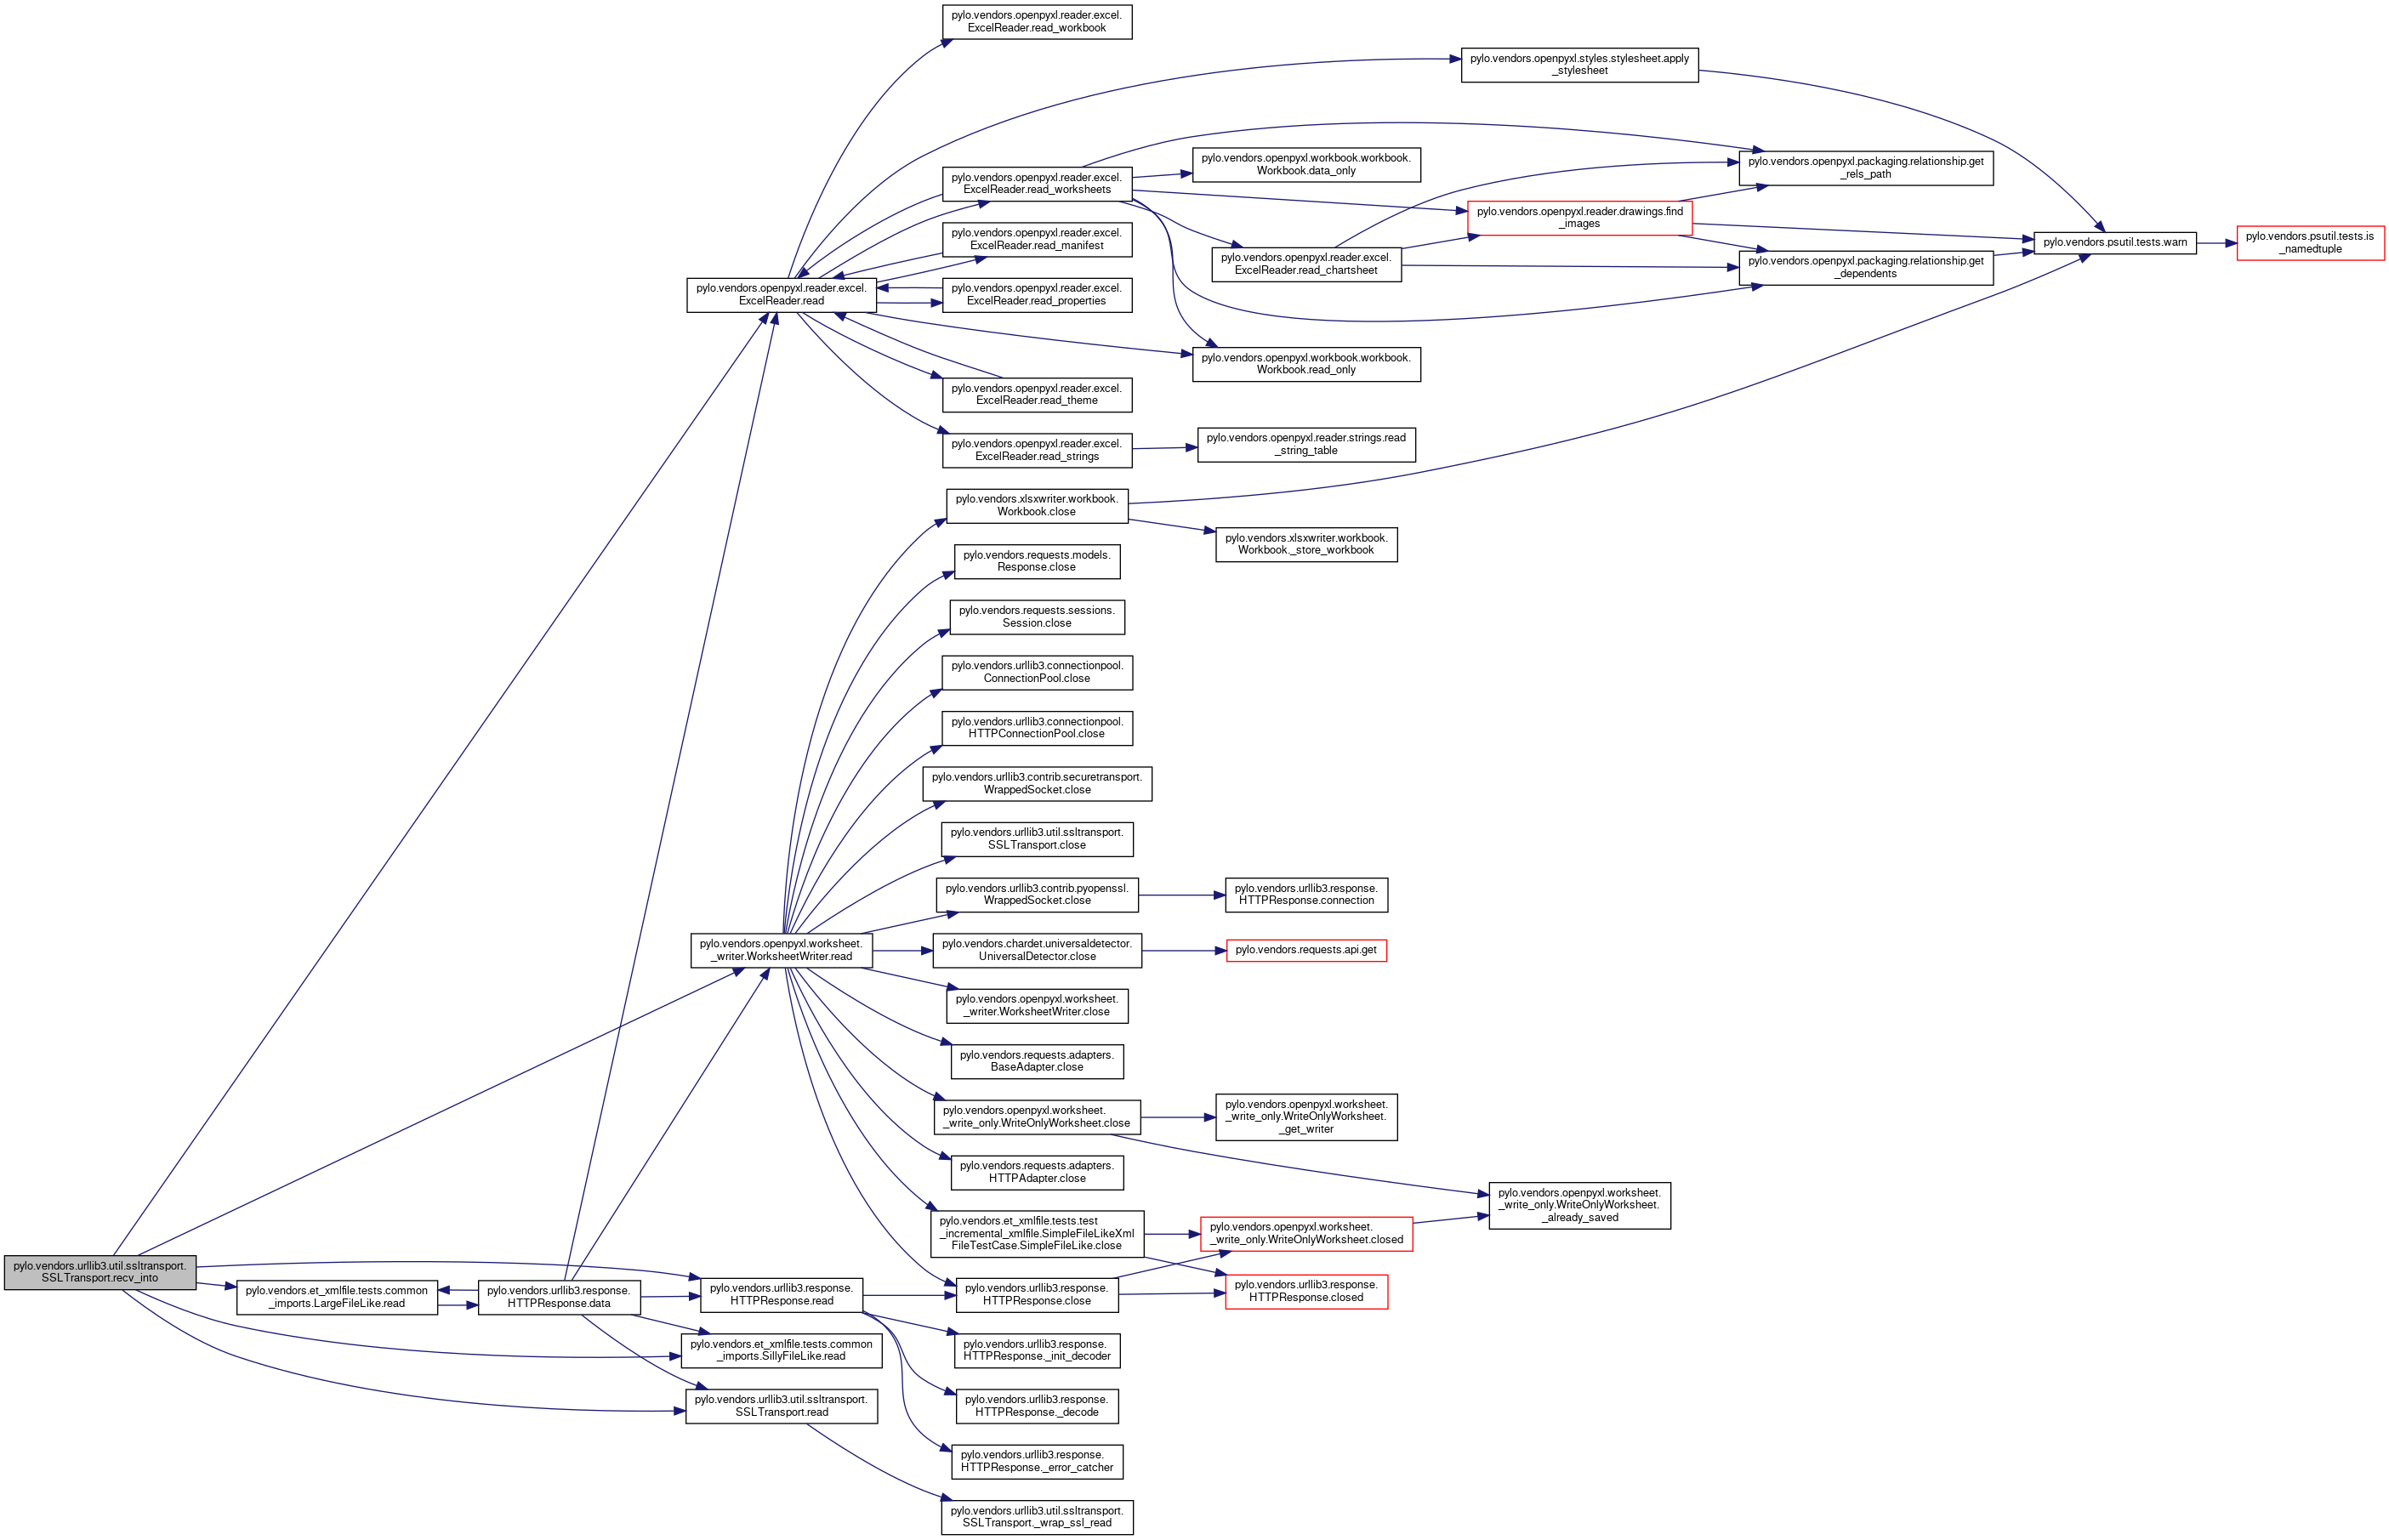 pylo.vendors.openpyxl.reader.excel.
ExcelReader.read_workbook
pylo.vendors.openpyxl.styles.stylesheet.apply
_stylesheet
pylo.vendors.openpyxl.reader.excel.
ExcelReader.read_worksheets
pylo.vendors.openpyxl.workbook.workbook.
Workbook.data_only
pylo.vendors.openpyxl.packaging.relationship.get
_rels_path
pylo.vendors.openpyxl.reader.drawings.find
_images
pylo.vendors.openpyxl.reader.excel.
ExcelReader.read_manifest
pylo.vendors.openpyxl.reader.excel.
ExcelReader.read_chartsheet
pylo.vendors.openpyxl.packaging.relationship.get
_dependents
pylo.vendors.psutil.tests.warn
pylo.vendors.psutil.tests.is
_namedtuple
pylo.vendors.openpyxl.reader.excel.
ExcelReader.read
pylo.vendors.openpyxl.reader.excel.
ExcelReader.read_properties
pylo.vendors.openpyxl.workbook.workbook.
Workbook.read_only
pylo.vendors.openpyxl.reader.excel.
ExcelReader.read_theme
pylo.vendors.openpyxl.reader.excel.
ExcelReader.read_strings
pylo.vendors.openpyxl.reader.strings.read
_string_table
pylo.vendors.xlsxwriter.workbook.
Workbook.close
pylo.vendors.xlsxwriter.workbook.
Workbook._store_workbook
pylo.vendors.requests.models.
Response.close
pylo.vendors.requests.sessions.
Session.close
pylo.vendors.urllib3.connectionpool.
ConnectionPool.close
pylo.vendors.urllib3.connectionpool.
HTTPConnectionPool.close
pylo.vendors.urllib3.contrib.securetransport.
WrappedSocket.close
pylo.vendors.urllib3.util.ssltransport.
SSLTransport.close
pylo.vendors.urllib3.contrib.pyopenssl.
WrappedSocket.close
pylo.vendors.urllib3.response.
HTTPResponse.connection
pylo.vendors.openpyxl.worksheet.
_writer.WorksheetWriter.read
pylo.vendors.chardet.universaldetector.
UniversalDetector.close
pylo.vendors.requests.api.get
pylo.vendors.openpyxl.worksheet.
_writer.WorksheetWriter.close
pylo.vendors.requests.adapters.
BaseAdapter.close
pylo.vendors.openpyxl.worksheet.
_write_only.WriteOnlyWorksheet.close
pylo.vendors.openpyxl.worksheet.
_write_only.WriteOnlyWorksheet.
_get_writer
pylo.vendors.requests.adapters.
HTTPAdapter.close
pylo.vendors.openpyxl.worksheet.
_write_only.WriteOnlyWorksheet.
_already_saved
pylo.vendors.et_xmlfile.tests.test
_incremental_xmlfile.SimpleFileLikeXml
FileTestCase.SimpleFileLike.close
pylo.vendors.openpyxl.worksheet.
_write_only.WriteOnlyWorksheet.closed
pylo.vendors.urllib3.util.ssltransport.
SSLTransport.recv_into
pylo.vendors.et_xmlfile.tests.common
_imports.LargeFileLike.read
pylo.vendors.urllib3.response.
HTTPResponse.data
pylo.vendors.urllib3.response.
HTTPResponse.read
pylo.vendors.urllib3.response.
HTTPResponse.close
pylo.vendors.urllib3.response.
HTTPResponse.closed
pylo.vendors.et_xmlfile.tests.common
_imports.SillyFileLike.read
pylo.vendors.urllib3.response.
HTTPResponse._init_decoder
pylo.vendors.urllib3.util.ssltransport.
SSLTransport.read
pylo.vendors.urllib3.response.
HTTPResponse._decode
pylo.vendors.urllib3.response.
HTTPResponse._error_catcher
pylo.vendors.urllib3.util.ssltransport.
SSLTransport._wrap_ssl_read